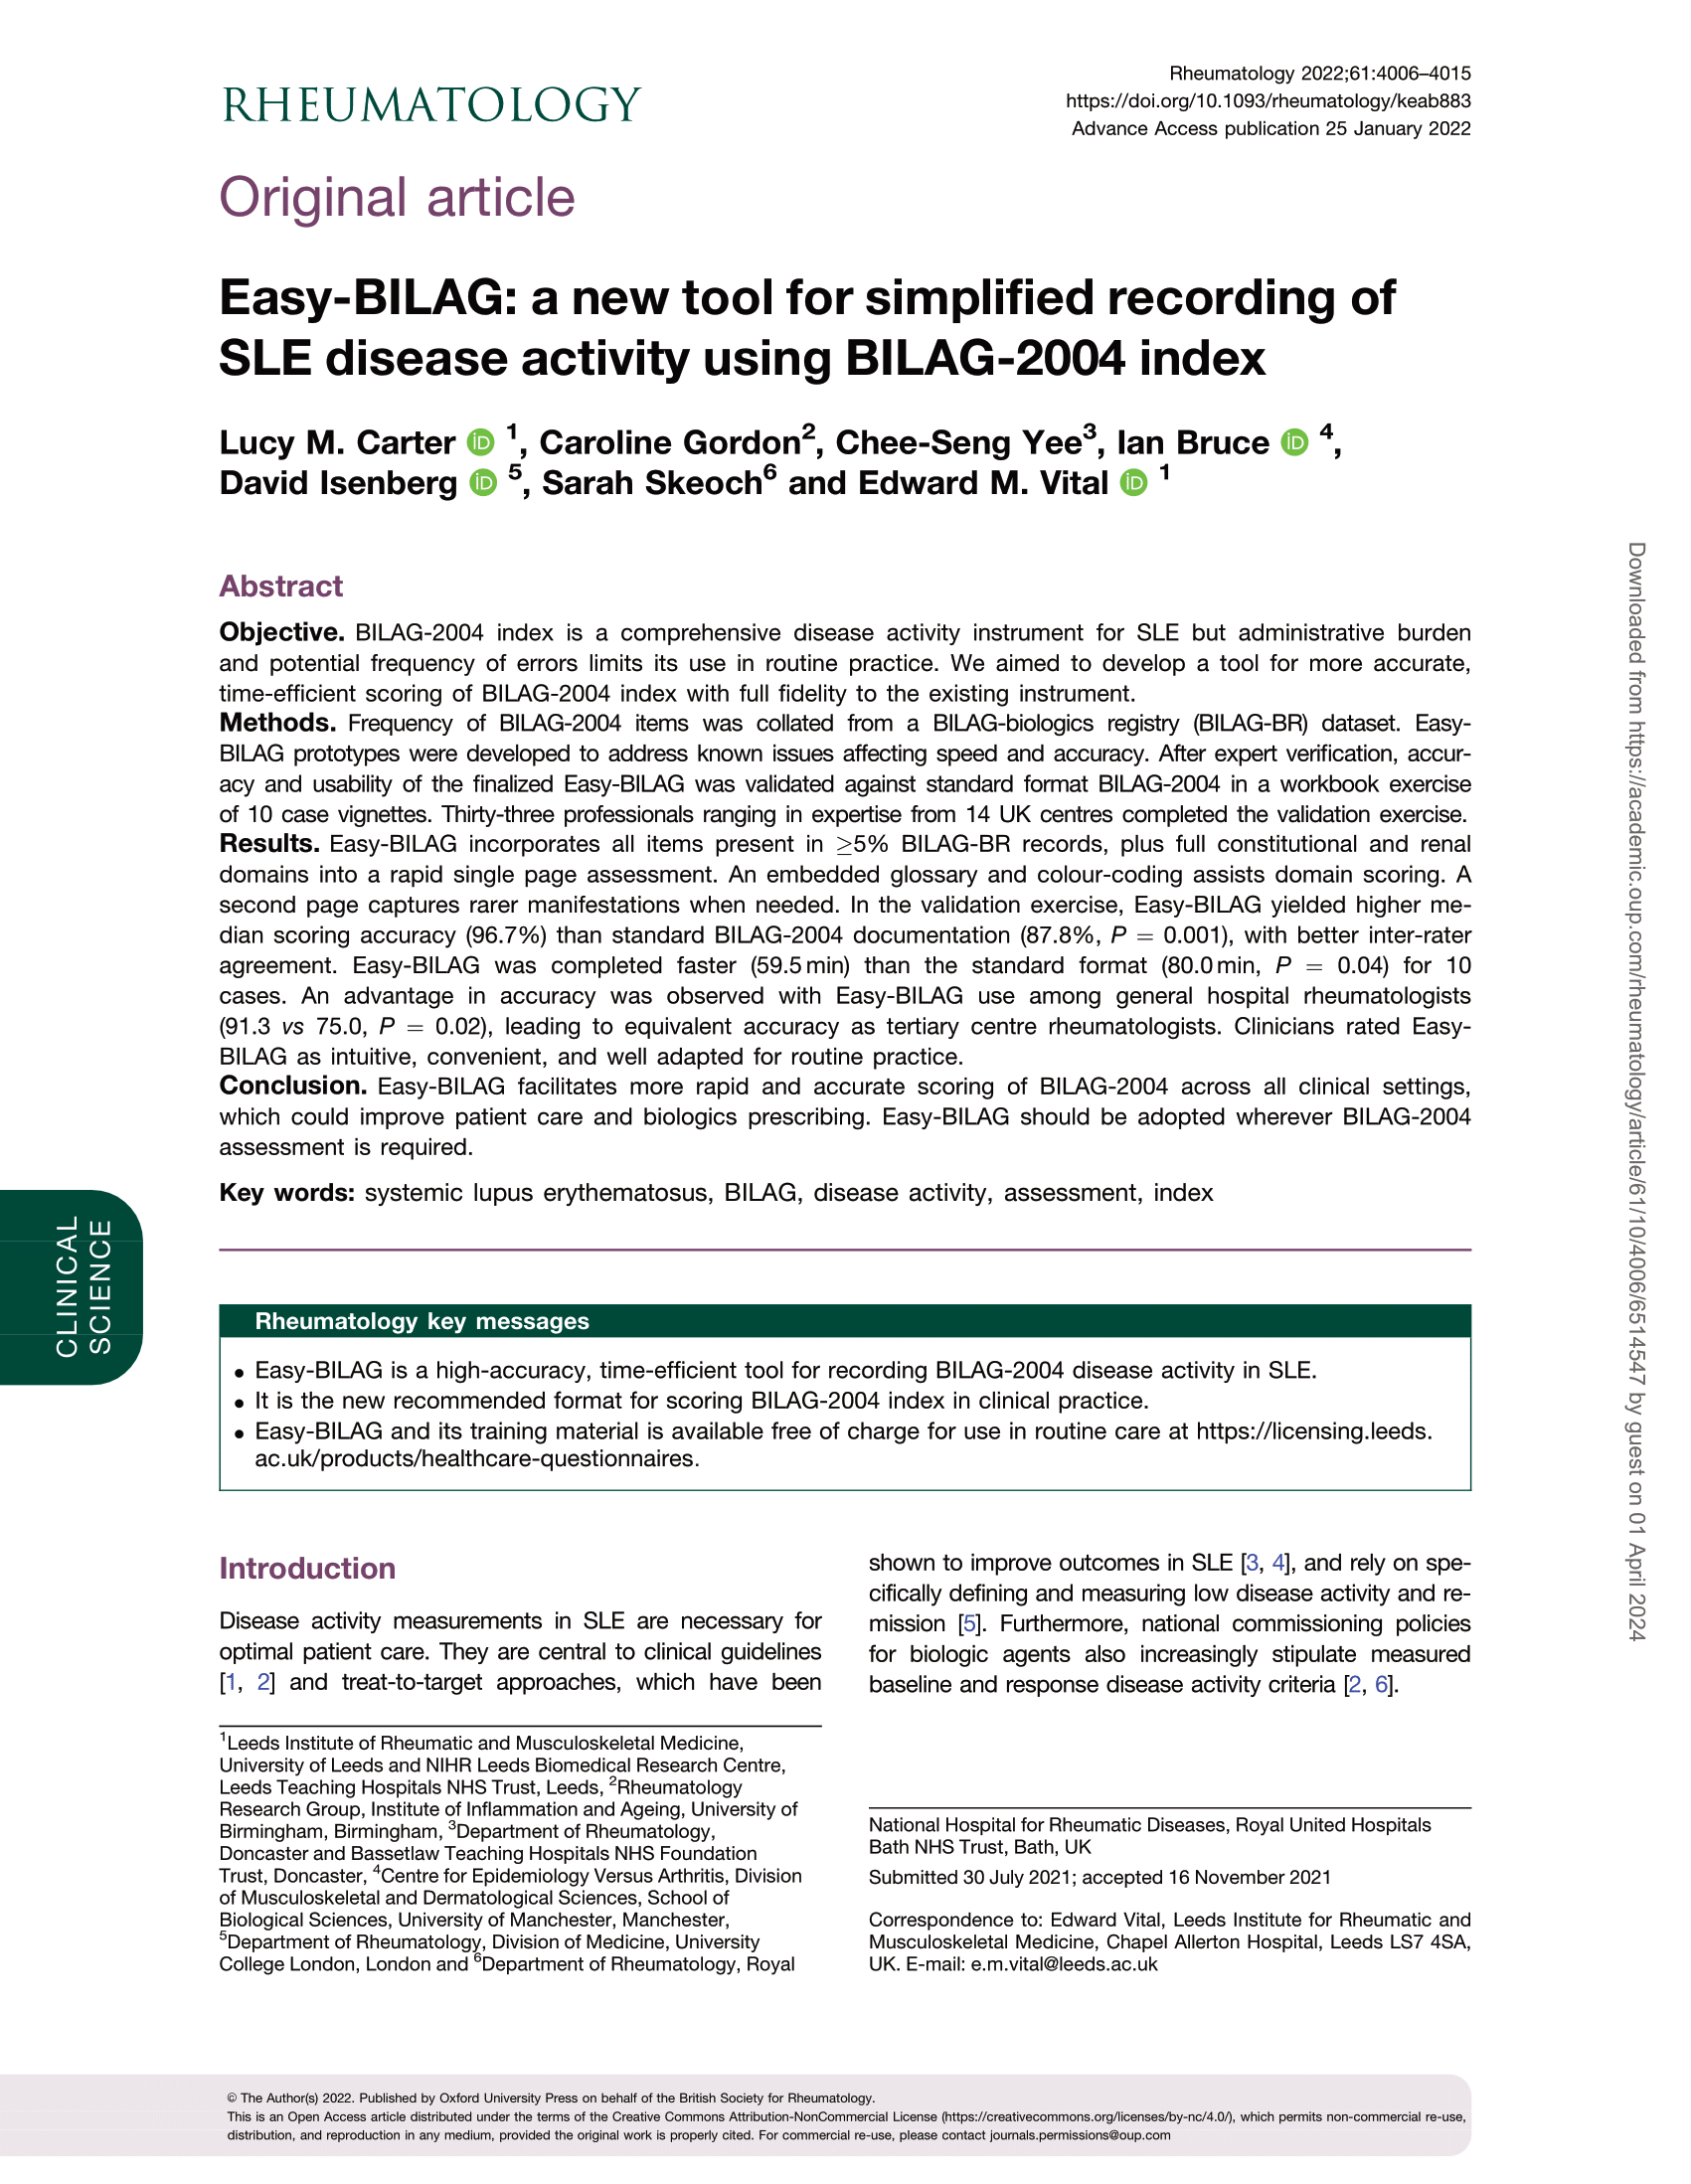 RHEUMATOLOGY
Rheumatology 2022;61:4006–4015
https://doi.org/10.1093/rheumatology/keab883
Advance Access publication 25 January 2022
Original article
Easy-BILAG: a new tool for simplified recording of
SLE disease activity using BILAG-2004 index
Lucy M. Carter iD 1, Caroline Gordon2, Chee-Seng Yee3, Ian Bruce iD 4,
David Isenberg iD 5, Sarah Skeoch6 and Edward M. Vital iD 1
Abstract
Objective. BILAG-2004 index is a comprehensive disease activity instrument for SLE but administrative burden
and potential frequency of errors limits its use in routine practice. We aimed to develop a tool for more accurate,
time-efficient scoring of BILAG-2004 index with full fidelity to the existing instrument.
Methods. Frequency of BILAG-2004 items was collated from a BILAG-biologics registry (BILAG-BR) dataset. Easy-
BILAG prototypes were developed to address known issues affecting speed and accuracy. After expert verification, accur-
acy and usability of the finalized Easy-BILAG was validated against standard format BILAG-2004 in a workbook exercise
of 10 case vignettes. Thirty-three professionals ranging in expertise from 14 UK centres completed the validation exercise.
Results. Easy-BILAG incorporates all items present in ≥5% BILAG-BR records, plus full constitutional and renal
domains into a rapid single page assessment. An embedded glossary and colour-coding assists domain scoring. A
second page captures rarer manifestations when needed. In the validation exercise, Easy-BILAG yielded higher me-
dian scoring accuracy (96.7%) than standard BILAG-2004 documentation (87.8%, P = 0.001), with better inter-rater
agreement. Easy-BILAG was completed faster (59.5 min) than the standard format (80.0 min, P = 0.04) for 10
cases. An advantage in accuracy was observed with Easy-BILAG use among general hospital rheumatologists
(91.3 vs 75.0, P = 0.02), leading to equivalent accuracy as tertiary centre rheumatologists. Clinicians rated Easy-
BILAG as intuitive, convenient, and well adapted for routine practice.
Conclusion. Easy-BILAG facilitates more rapid and accurate scoring of BILAG-2004 across all clinical settings,
which could improve patient care and biologics prescribing. Easy-BILAG should be adopted wherever BILAG-2004
assessment is required.
Key words: systemic lupus erythematosus, BILAG, disease activity, assessment, index
CLINICAL
SCIENCE
Rheumatology key messages
• Easy-BILAG is a high-accuracy, time-efficient tool for recording BILAG-2004 disease activity in SLE.
• It is the new recommended format for scoring BILAG-2004 index in clinical practice.
• Easy-BILAG and its training material is available free of charge for use in routine care at https://licensing.leeds.
ac.uk/products/healthcare-questionnaires.
Introduction
Disease activity measurements in SLE are necessary for
optimal patient care. They are central to clinical guidelines
[1, 2] and treat-to-target approaches, which have been
shown to improve outcomes in SLE [3, 4], and rely on spe-
cifically defining and measuring low disease activity and re-
mission [5]. Furthermore, national commissioning policies
for biologic agents also increasingly stipulate measured
baseline and response disease activity criteria [2, 6].
1Leeds Institute of Rheumatic and Musculoskeletal Medicine,
University of Leeds and NIHR Leeds Biomedical Research Centre,
Leeds Teaching Hospitals NHS Trust, Leeds, 2Rheumatology
Research Group, Institute of Inflammation and Ageing, University of
Birmingham, Birmingham, 3Department of Rheumatology,
Doncaster and Bassetlaw Teaching Hospitals NHS Foundation
Trust, Doncaster, 4Centre for Epidemiology Versus Arthritis, Division
of Musculoskeletal and Dermatological Sciences, School of
Biological Sciences, University of Manchester, Manchester,
5Department of Rheumatology, Division of Medicine, University
College London, London and 6Department of Rheumatology, Royal
National Hospital for Rheumatic Diseases, Royal United Hospitals
Bath NHS Trust, Bath, UK
Submitted 30 July 2021; accepted 16 November 2021
Correspondence to: Edward Vital, Leeds Institute for Rheumatic and
Musculoskeletal Medicine, Chapel Allerton Hospital, Leeds LS7 4SA,
UK. E-mail: e.m.vital@leeds.ac.uk
© The Author(s) 2022. Published by Oxford University Press on behalf of the British Society for Rheumatology.
This is an Open Access article distributed under the terms of the Creative Commons Attribution-NonCommercial License (https://creativecommons.org/licenses/by-nc/4.0/), which permits non-commercial re-use,
distribution, and reproduction in any medium, provided the original work is properly cited. For commercial re-use, please contact journals.permissions@oup.com
Downloaded from https://academic.oup.com/rheumatology/article/61/10/4006/6514547 by guest on 01 April 2024